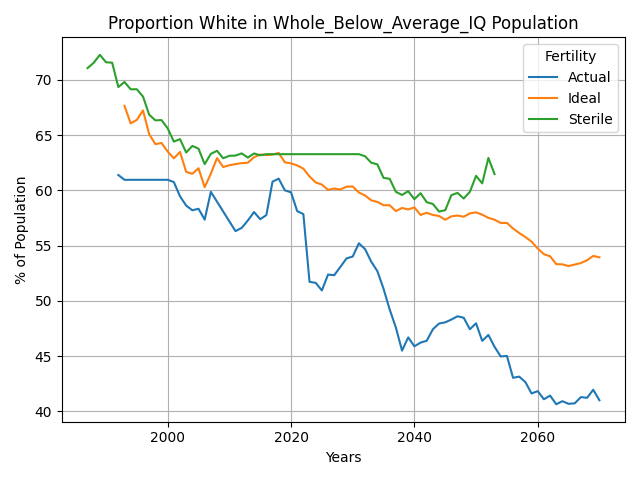 Proportion White in Whole_Below_Average_IQ Population
Fertility
Actual
Ideal
Sterile
% of Population
70
65
60
55
50
45
40
2000
2020
2040
2060
Years